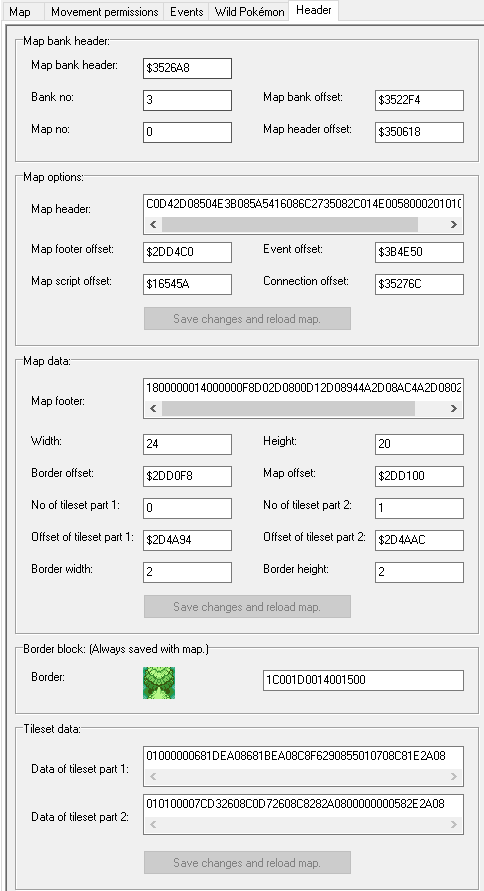 Map Movement permissions Events Wild Pokémon Header
Map bank header:
Map bank header: $3526A8
Bank no: 3 Map bank offset: $3522F4
Map no: 0 Map header offset: $350618
Map options:
Map header: C0D42D08504E3B085A5416086C2735082C014E0058000201010
Map footer offset: $2DD4C0 Event offset: $3B4E50
Map script offset: $16545A Connection offset: $35276C
Save changes and reload map.
Map data:
Map footer: 1800000014000000F8D02D0800D12D08944A2D08AC4A2D0802
Width: 24 Height: 20
Border offset: $2DD0F8 Map offset: $2DD100
No of tileset part 1: 0 No of tileset part 2: 1
Offset of tileset part 1: $2D4A94 Offset of tileset part 2: $2D4AAC
Border width: 2 Border height: 2
Save changes and reload map.
Border block: (Always saved with map.)
Border: 1C001D0014001500
Tileset data:
Data of tileset part 1: 01000000681DEA08681BEA08C8F6290855010708C81E2A08
Data of tileset part 2: 010100007CD32608C0D72608C8282A0800000000582E2A08
Save changes and reload map.